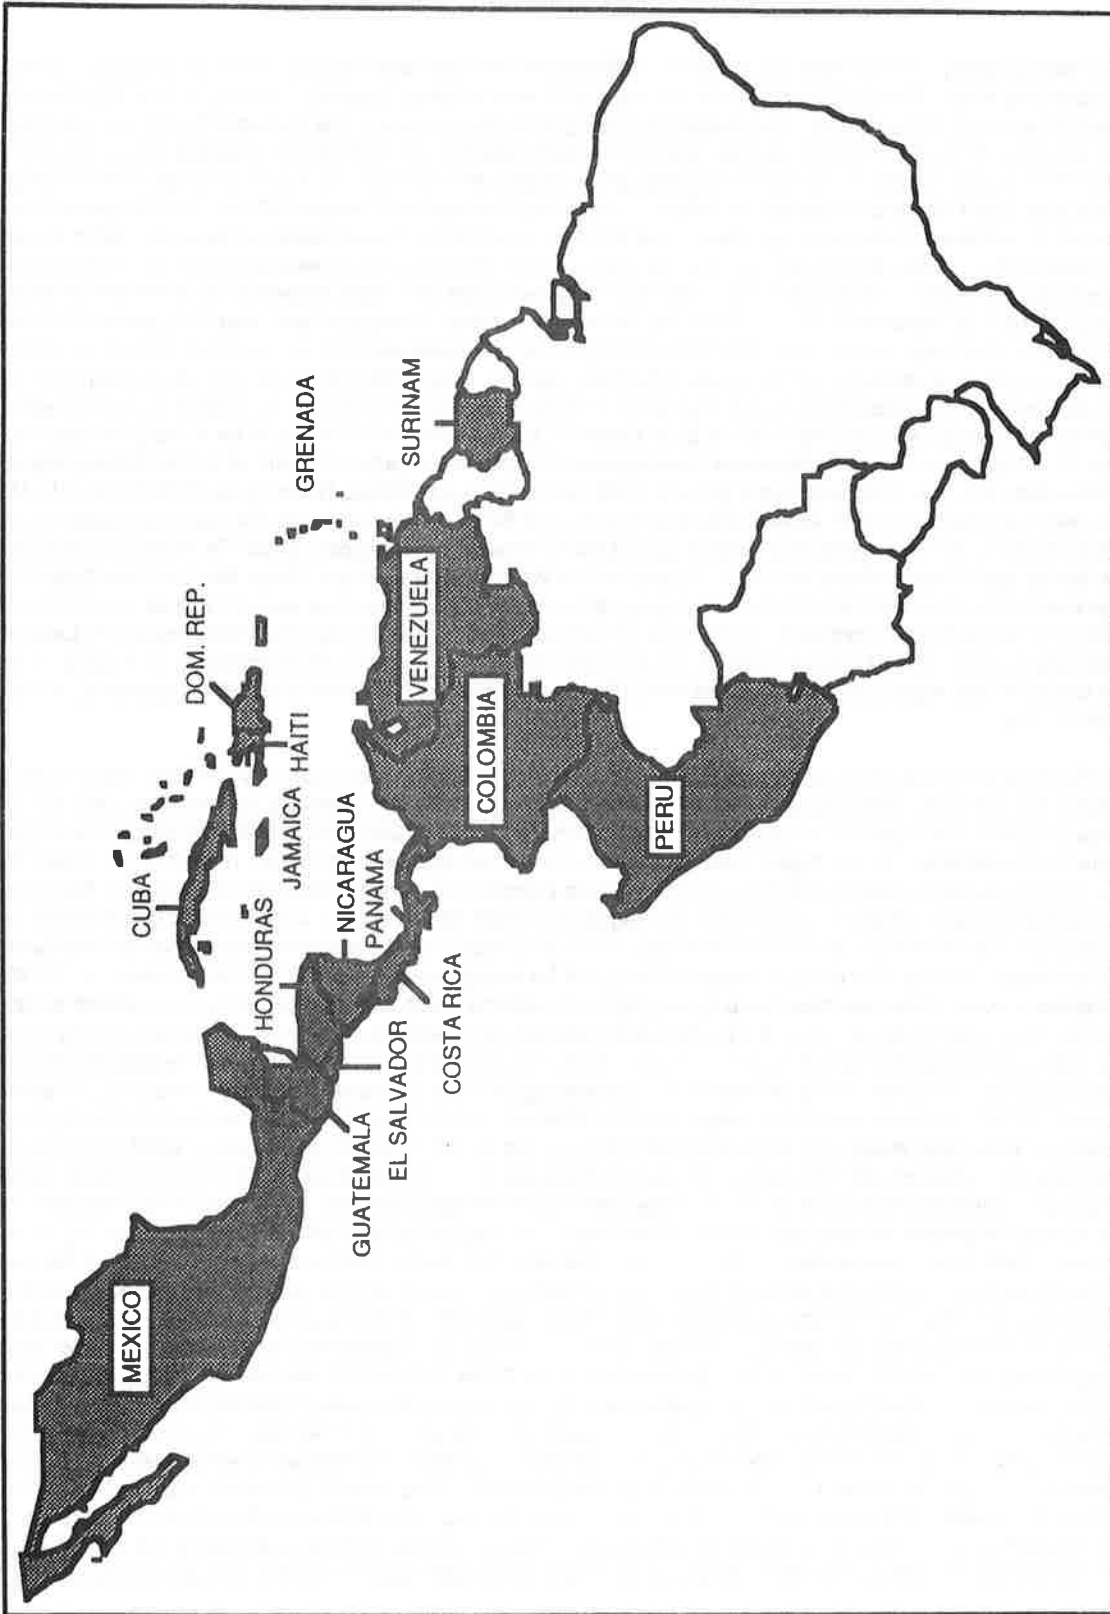 MEXICO
CUBA
DOM. REP.
HAITI
JAMAICA
GRENADA
HONDURAS
NICARAGUA
PANAMA
GUATEMALA
EL SALVADOR
COSTA RICA
VENEZUELA
SURINAM
COLOMBIA
PERU